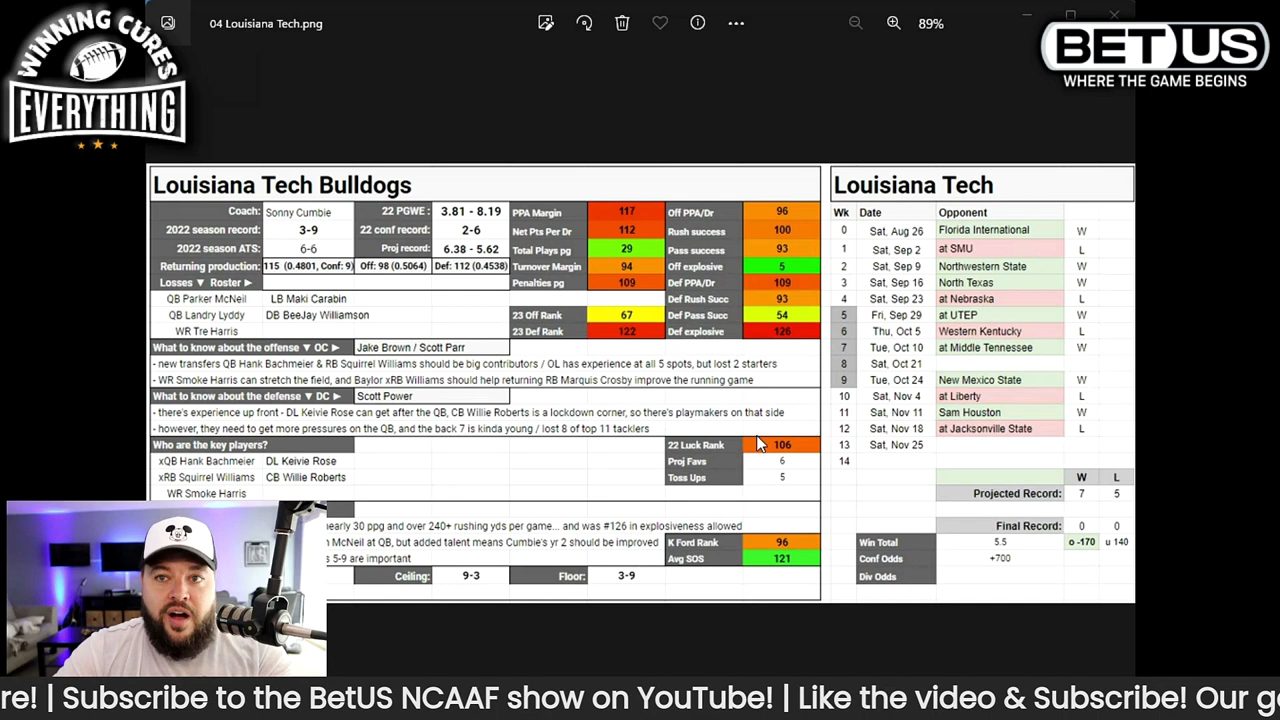 WINNING CURES
EVERYTHING
04 Louisiana Tech.png
89%
BETUS
WHERE THE GAME BEGINS
Louisiana Tech Bulldogs
Coach: Sonny Cumbie 22 PGWE : 3.81 - 8.19 PPA Margin 117 Off PPA/Dr 96
2022 season record: 3-9 22 conf record: 2-6 Net Pts Per Dr 112 Rush success 100
2022 season ATS: 6-6 Proj record: 6.38 - 5.62 Total Plays pg 29 Pass success 93
Returning production: 115 (0.4801, Conf: 9) Off: 98 (0.5064) Def: 112 (0.4538) Turnover Margin 94 Off explosive 5
Losses ▼ Roster ► Penalties pg 109 Def PPA/Dr 109
QB Parker McNeil LB Maki Carabin Def Rush Succ 93
QB Landry Lyddy DB BeeJay Williamson 23 Off Rank 67 Def Pass Succ 54
WR Tre Harris 23 Def Rank 122 Def explosive 126
What to know about the offense ▼ OC ► Jake Brown / Scott Parr
- new transfers QB Hank Bachmeier & RB Squirrel Williams should be big contributors / OL has experience at all 5 spots, but lost 2 starters
- WR Smoke Harris can stretch the field, and Baylor xRB Williams should help returning RB Marquis Crosby improve the running game
What to know about the defense ▼ DC ► Scott Power
- there's experience up front - DL Keivie Rose can get after the QB, CB Willie Roberts is a lockdown corner, so there's playmakers on that side
- however, they need to get more pressures on the QB, and the back 7 is kinda young / lost 8 of top 11 tacklers
Who are the key players? 22 Luck Rank 106
xQB Hank Bachmeier DL Keivie Rose Proj Favs 6
xRB Squirrel Williams CB Willie Roberts Toss Ups 5
WR Smoke Harris
nearly 30 ppg and over 240+ rushing yds per game... and was #126 in explosiveness allowed
McNeil at QB, but added talent means Cumbie's yr 2 should be improved K Ford Rank 96
5-9 are important Avg SOS 121
Ceiling: 9-3 Floor: 3-9
Louisiana Tech
Wk Date Opponent
0 Sat, Aug 26 Florida International W
1 Sat, Sep 2 at SMU L
2 Sat, Sep 9 Northwestern State W
3 Sat, Sep 16 North Texas W
4 Sat, Sep 23 at Nebraska L
5 Fri, Sep 29 at UTEP W
6 Thu, Oct 5 Western Kentucky L
7 Tue, Oct 10 at Middle Tennessee W
8 Sat, Oct 21
9 Tue, Oct 24 New Mexico State W
10 Sat, Nov 4 at Liberty L
11 Sat, Nov 11 Sam Houston W
12 Sat, Nov 18 at Jacksonville State L
13 Sat, Nov 25
14
W L
Projected Record: 7 5
Final Record: 0 0
Win Total 5.5 o -170 u 140
Conf Odds +700
Div Odds
re! | Subscribe to the BetUS NCAAF show on YouTube! | Like the video & Subscribe! Our g